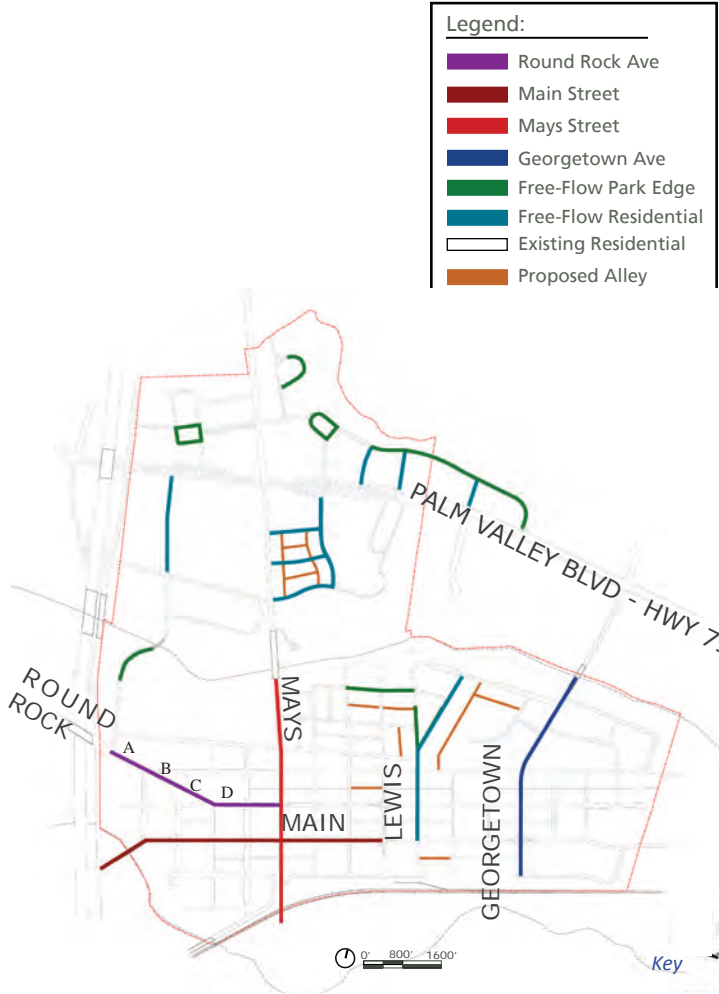 Legend:
Round Rock Ave
Main Street
Mays Street
Georgetown Ave
Free-Flow Park Edge
Free-Flow Residential
Existing Residential
Proposed Alley
PALM VALLEY BLVD - HWY 7
ROUND
ROCK
MAYS
A
B
C
D
MAIN
LEWIS
GEORGETOWN
0' 800' 1600'
Key